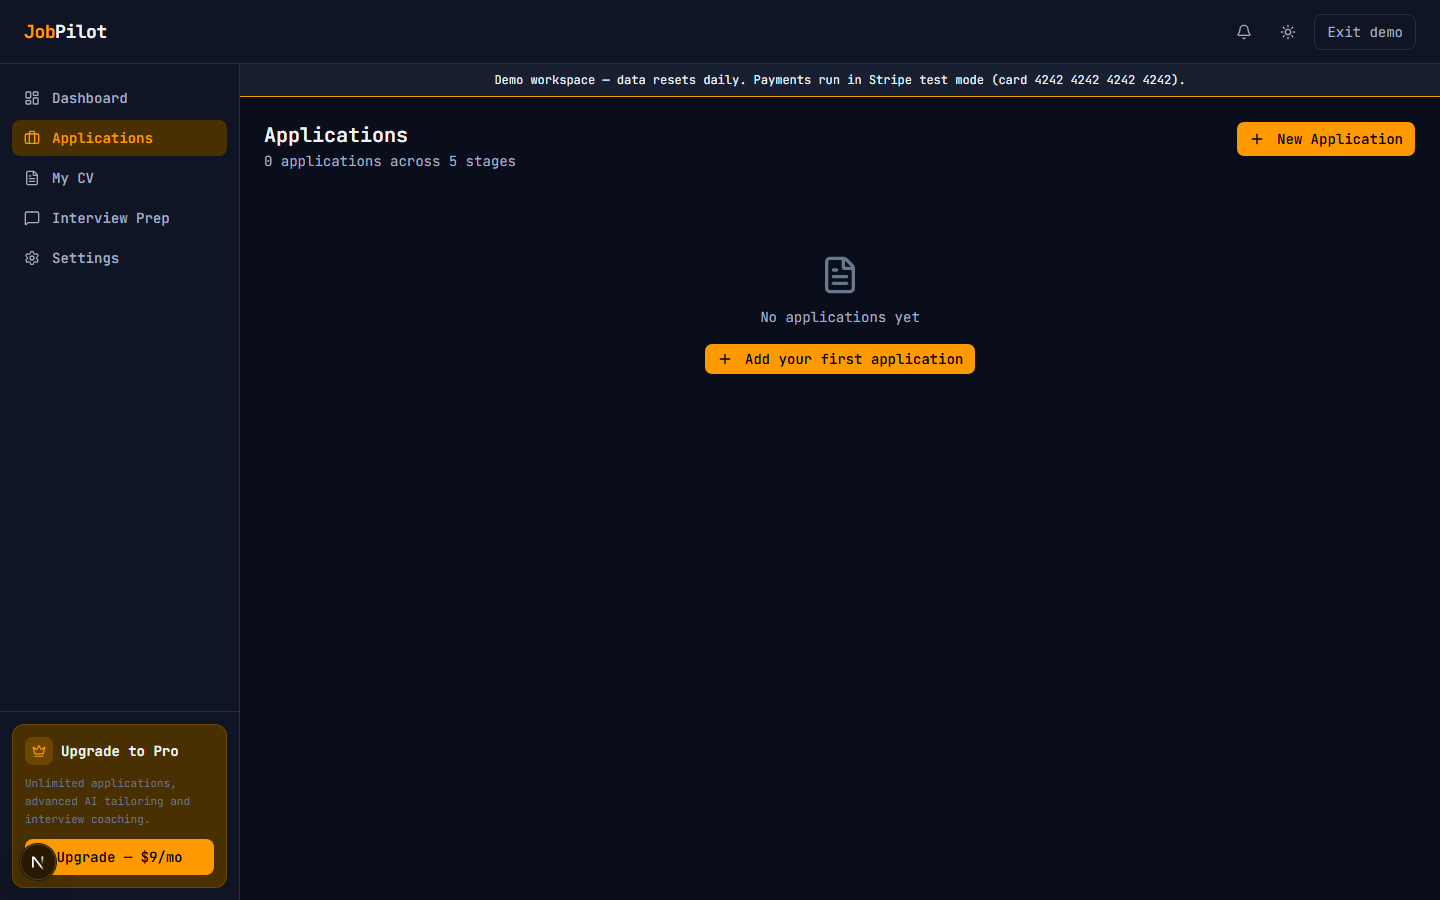 JobPilot
Exit demo
Dashboard
Applications
My CV
Interview Prep
Settings
Demo workspace — data resets daily. Payments run in Stripe test mode (card 4242 4242 4242 4242).
Applications
0 applications across 5 stages
New Application
No applications yet
Add your first application
Upgrade to Pro
Unlimited applications,
advanced AI tailoring and
interview coaching.
Upgrade — $9/mo
N